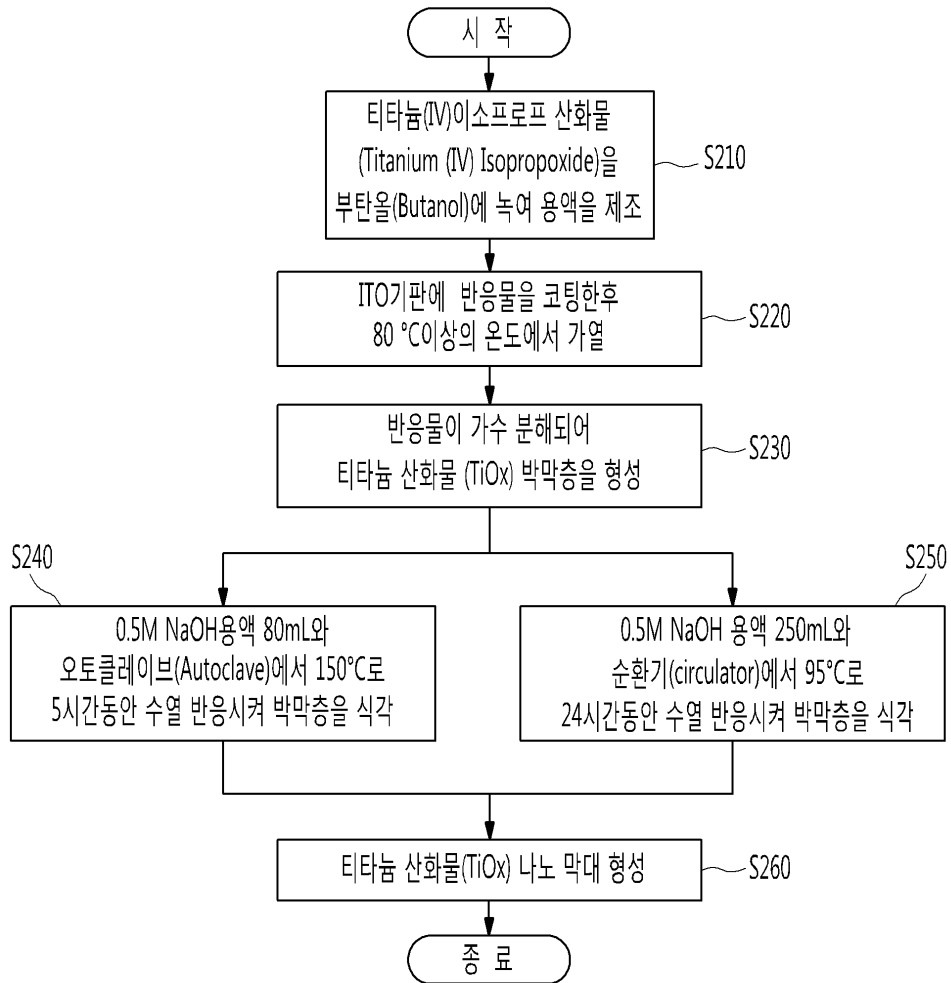 시 작
티타늄(IV)이소프로프 산화물
(Titanium (IV) Isopropoxide)을
부탄올(Butanol)에 녹여 용액을 제조
S210
ITO기판에 반응물을 코팅한후
80 °C이상의 온도에서 가열
S220
반응물이 가수 분해되어
티타늄 산화물 (TiOx) 박막층을 형성
S230
S240
0.5M NaOH용액 80mL와
오토클레이브(Autoclave)에서 150°C로
5시간동안 수열 반응시켜 박막층을 식각
S250
0.5M NaOH 용액 250mL와
순환기(circulator)에서 95°C로
24시간동안 수열 반응시켜 박막층을 식각
티타늄 산화물(TiOx) 나노 막대 형성
S260
종 료